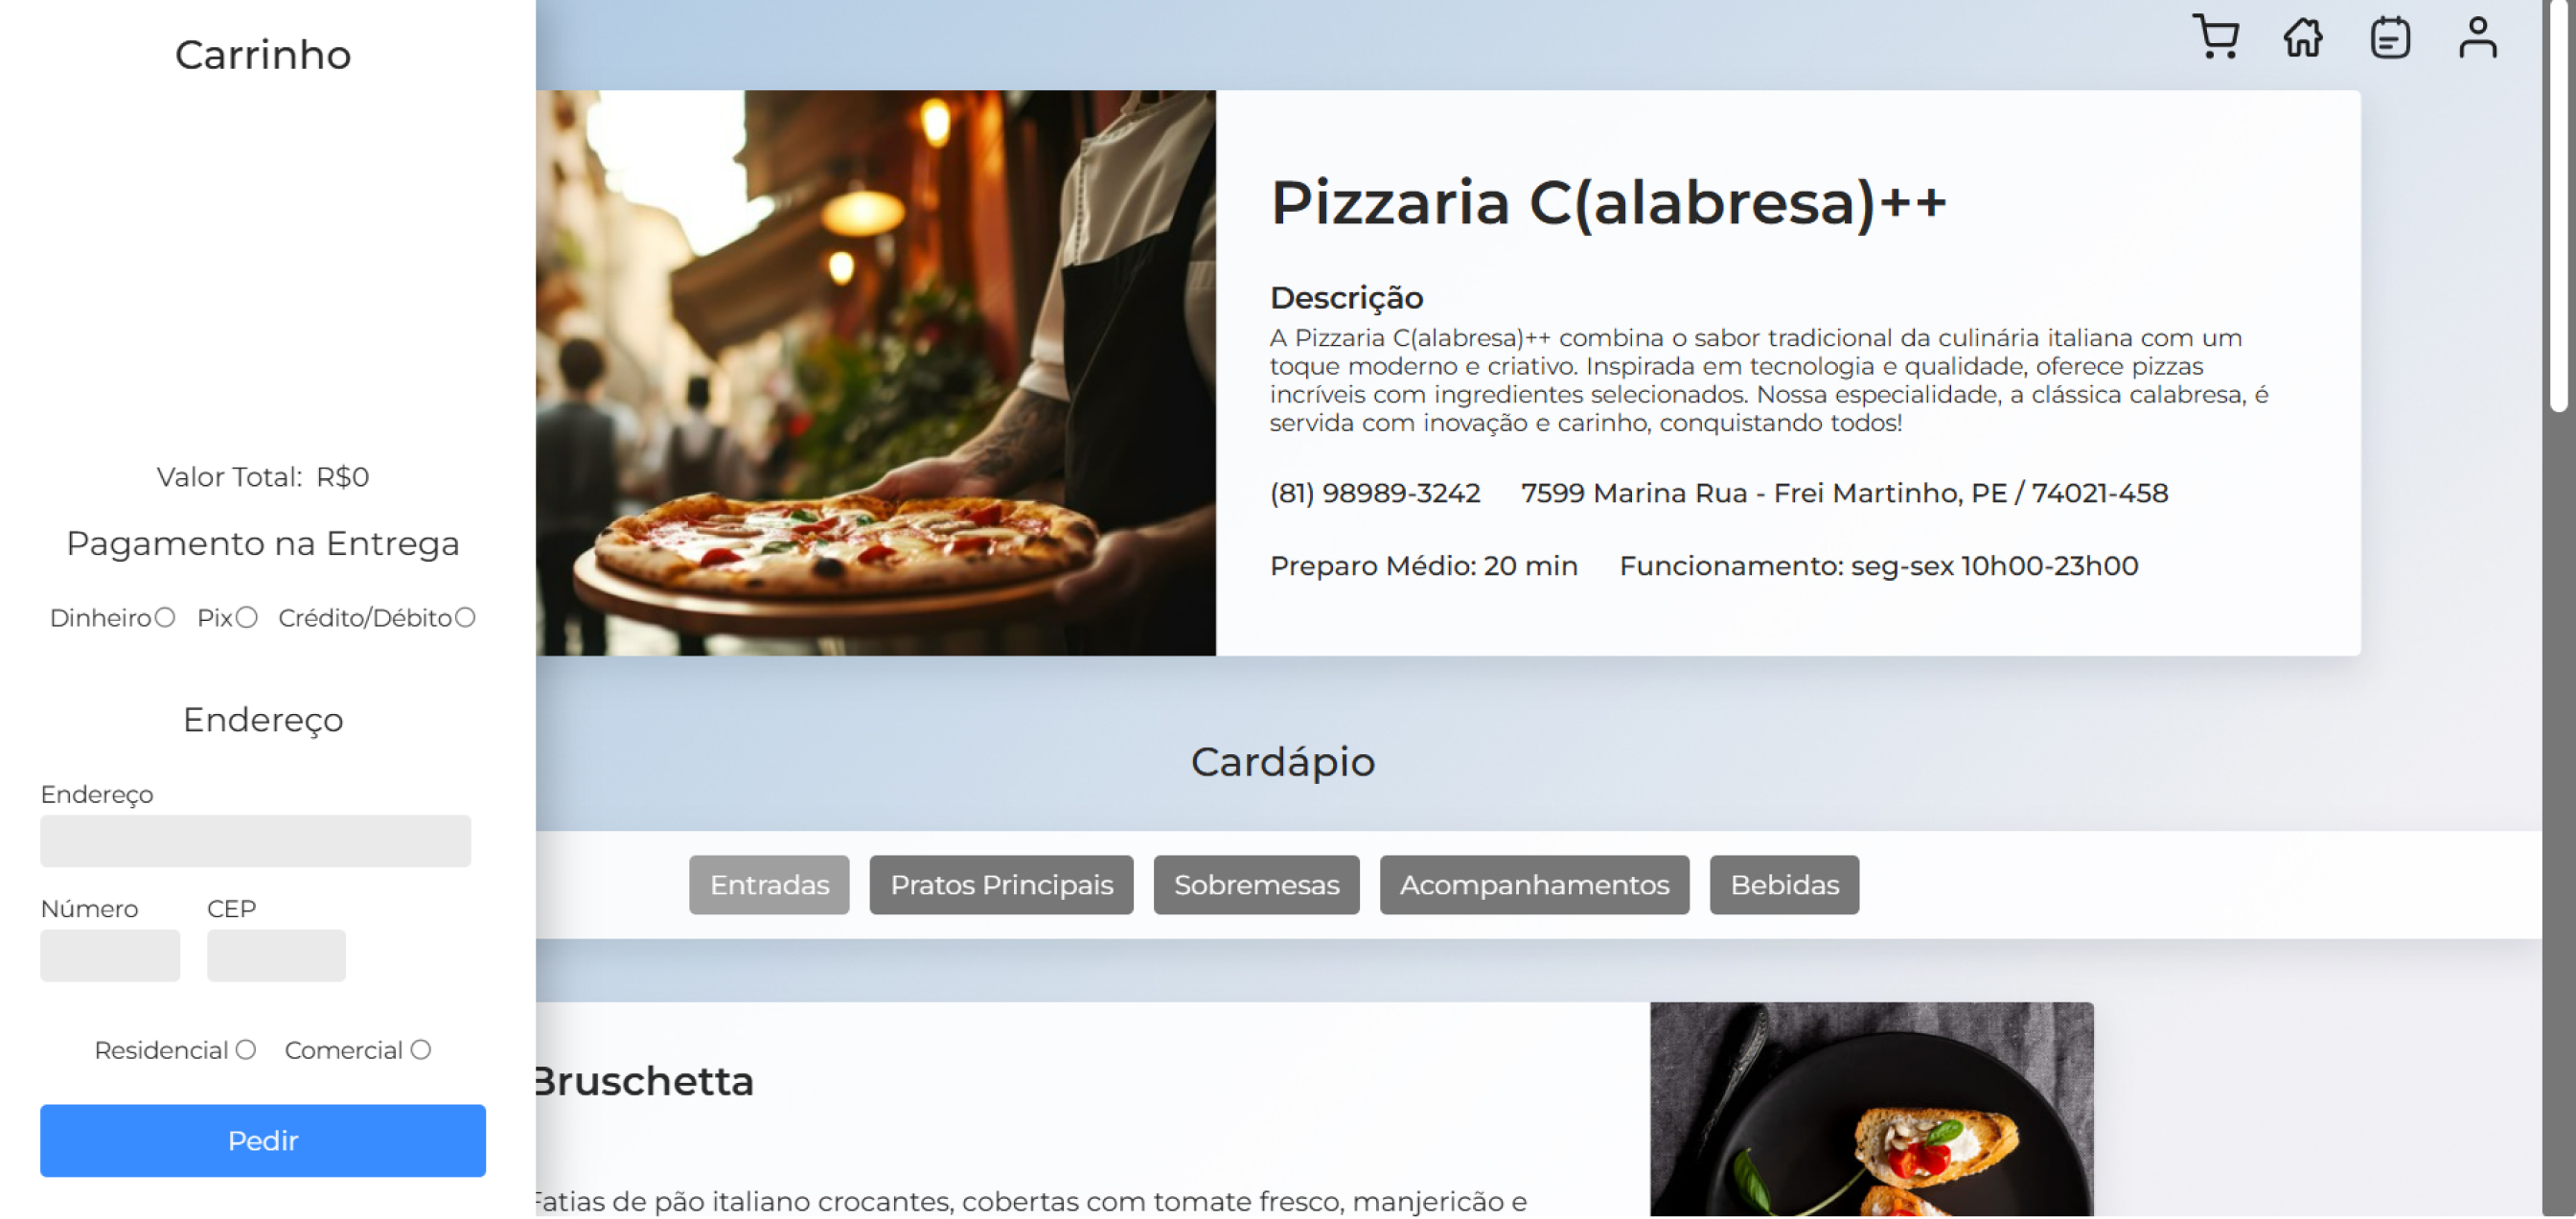 Carrinho
Valor Total: R$0
Pagamento na Entrega
Dinheiro Pix Crédito/Débito
Endereço
Endereço
Número CEP
Residencial Comercial
Pedir
Pizzaria C(alabresa)++
Descrição
A Pizzaria C(alabresa)++ combina o sabor tradicional da culinária italiana com um
toque moderno e criativo. Inspirada em tecnologia e qualidade, oferece pizzas
incríveis com ingredientes selecionados. Nossa especialidade, a clássica calabresa, é
servida com inovação e carinho, conquistando todos!
(81) 98989-3242 7599 Marina Rua - Frei Martinho, PE / 74021-458
Preparo Médio: 20 min Funcionamento: seg-sex 10h00-23h00
Cardápio
Entradas Pratos Principais Sobremesas Acompanhamentos Bebidas
Bruschetta
Fatias de pão italiano crocantes, cobertas com tomate fresco, manjericão e